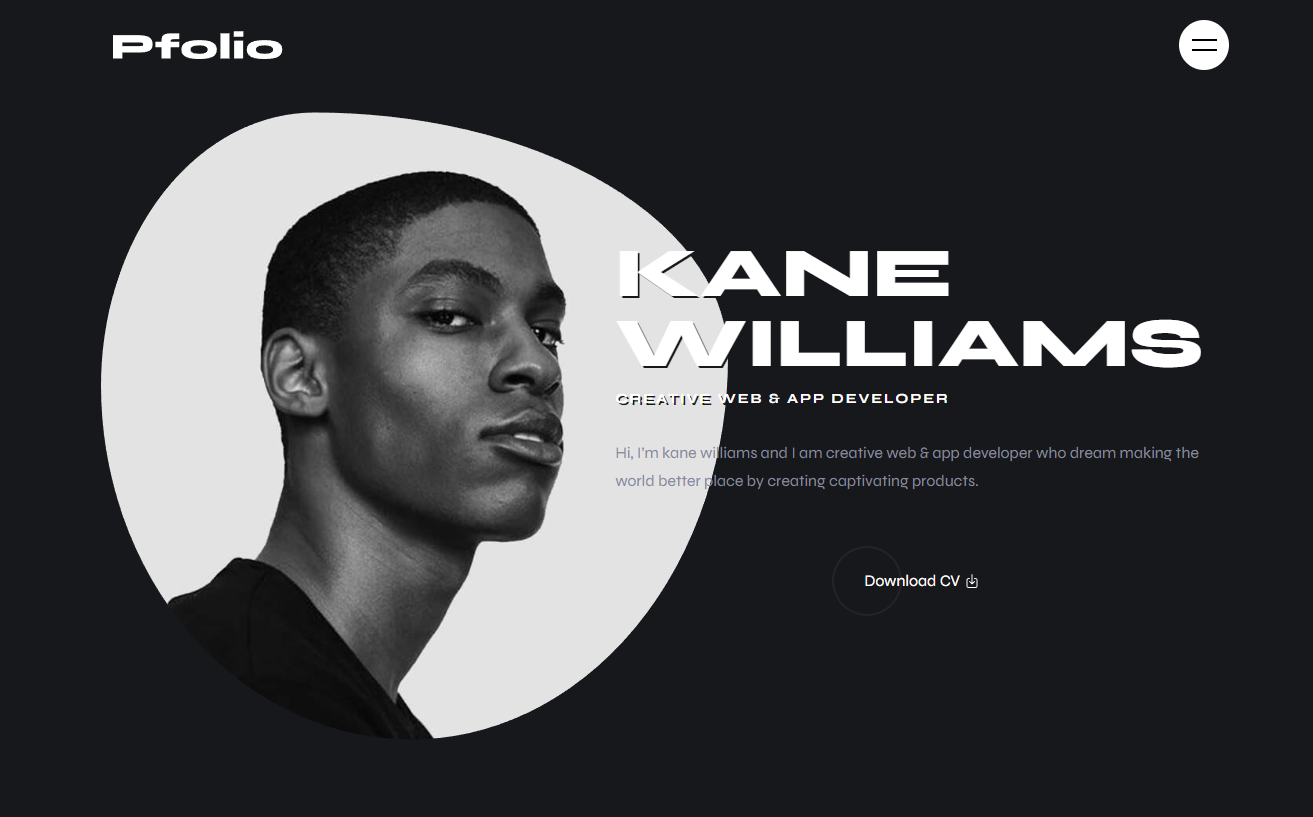 Pfolio
KANE
WILLIAMS
CREATIVE WEB & APP DEVELOPER
Hi, I'm kane williams and I am creative web & app developer who dream making the
world better place by creating captivating products.
Download CV